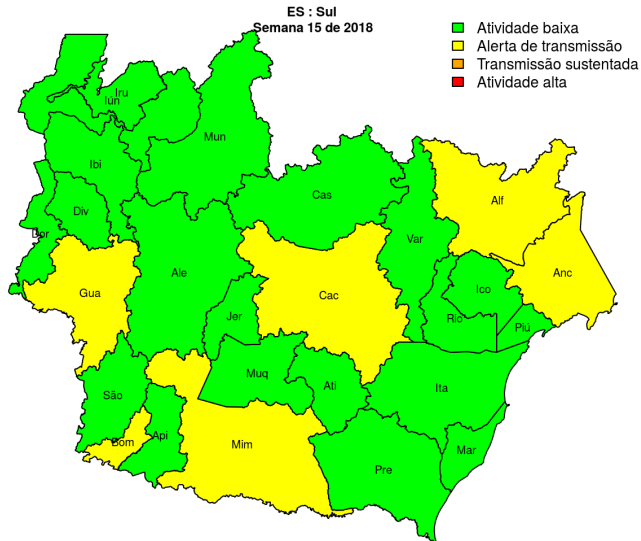 ES : Sul
Semana 15 de 2018
Atividade baixa
Alerta de transmissão
Transmissão sustentada
Atividade alta
Iru
Iún
Mun
Ibi
Cas
Alf
Div
Dor
Var
Ale
Anc
Gua
Cac
Ico
Jer
Rio
Piú
Muq
Ati
Ita
São
Bom
Api
Mim
Mar
Pre